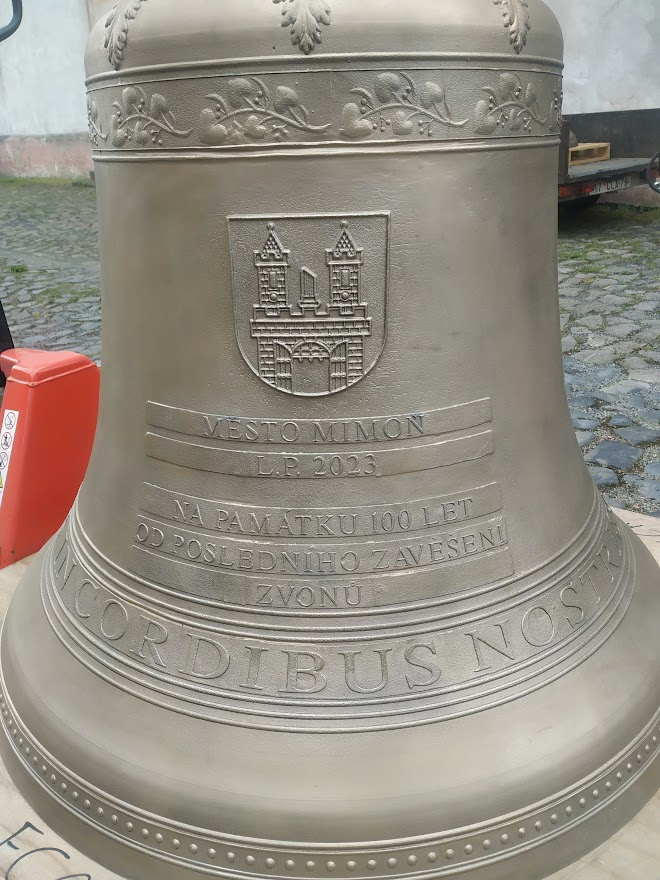 MĚSTO MIMOŇ
L.P. 2023
NA PAMÁTKU 100 LET
OD POSLEDNÍHO ZAVĚŠENÍ
ZVONŮ
IN CORDIBUS NOSTR